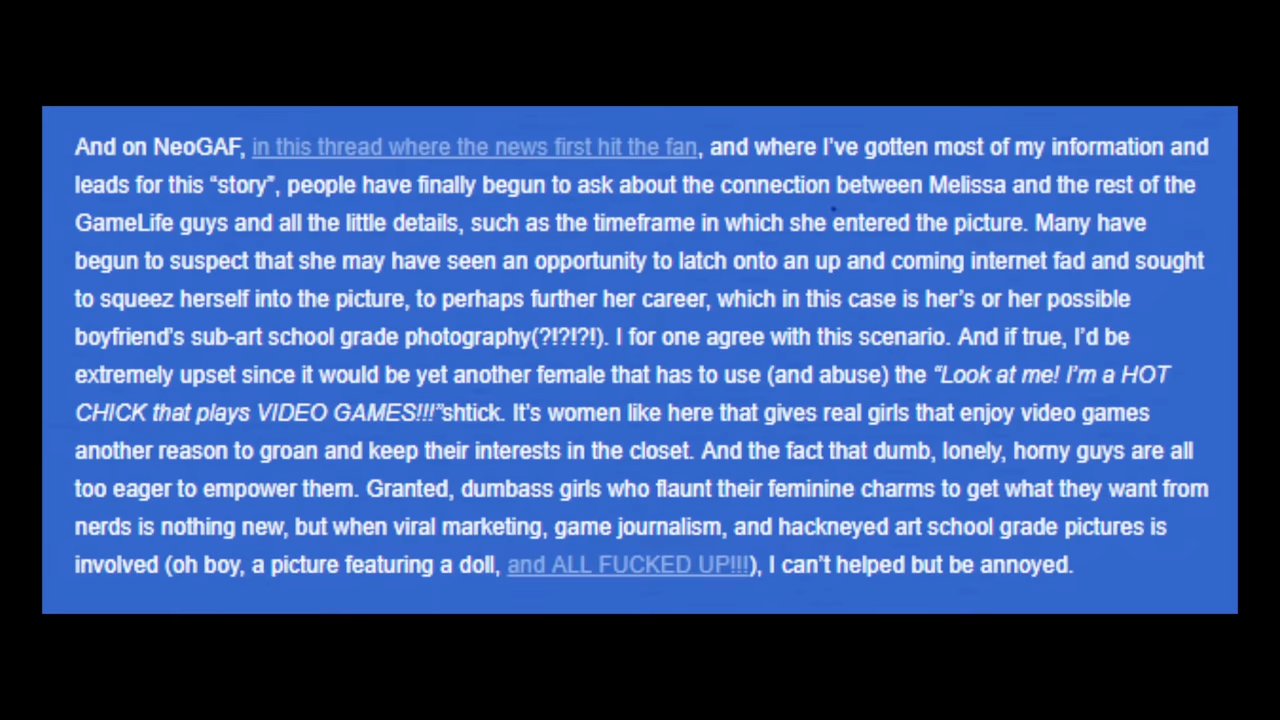 And on NeoGAF, in this thread where the news first hit the fan, and where I've gotten most of my information and
leads for this “story”, people have finally begun to ask about the connection between Melissa and the rest of the
GameLife guys and all the little details, such as the timeframe in which she entered the picture. Many have
begun to suspect that she may have seen an opportunity to latch onto an up and coming internet fad and sought
to squeez herself into the picture, to perhaps further her career, which in this case is her's or her possible
boyfriend's sub-art school grade photography(?!?!?!). I for one agree with this scenario. And if true, I'd be
extremely upset since it would be yet another female that has to use (and abuse) the “Look at me! I'm a HOT
CHICK that plays VIDEO GAMES!!!”shtick. It's women like here that gives real girls that enjoy video games
another reason to groan and keep their interests in the closet. And the fact that dumb, lonely, horny guys are all
too eager to empower them. Granted, dumbass girls who flaunt their feminine charms to get what they want from
nerds is nothing new, but when viral marketing, game journalism, and hackneyed art school grade pictures is
involved (oh boy, a picture featuring a doll, and ALL FUCKED UP!!!), I can't helped but be annoyed.